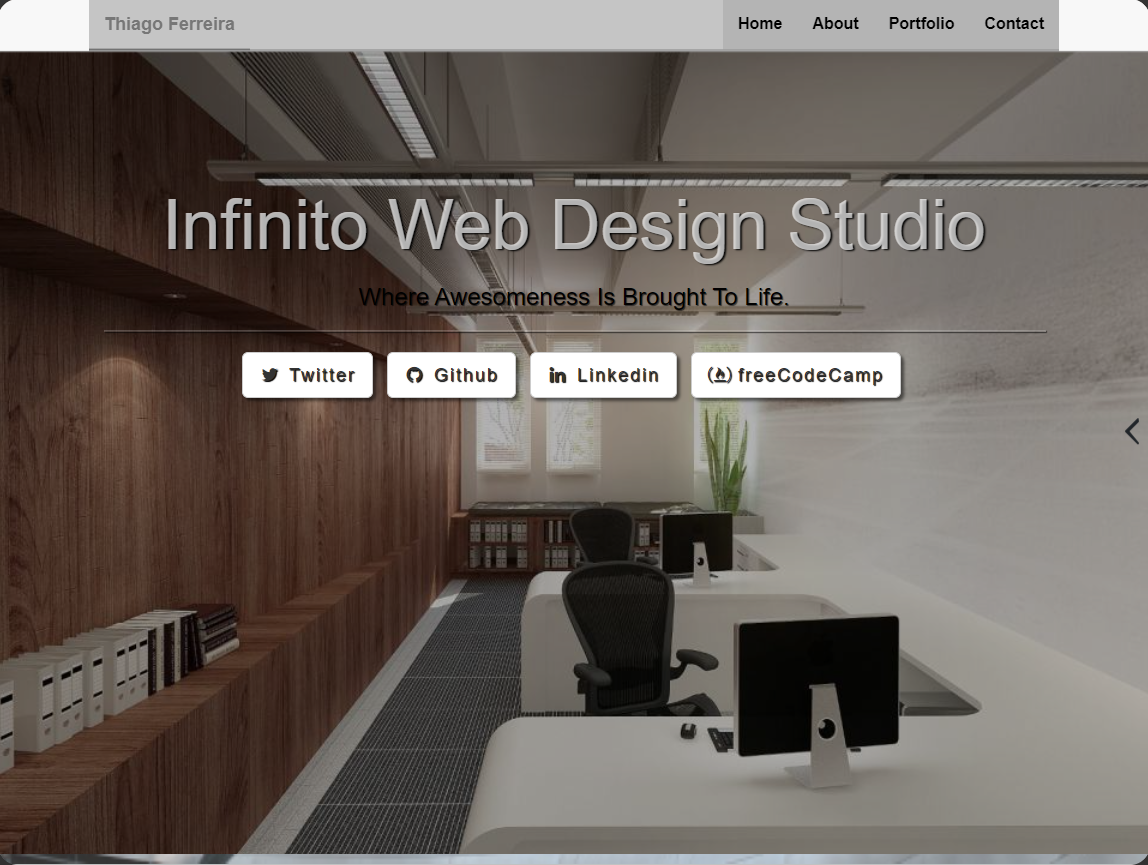 Thiago Ferreira
Home About Portfolio Contact
Infinito Web Design Studio
Where Awesomeness Is Brought To Life.
Twitter Github Linkedin freeCodeCamp